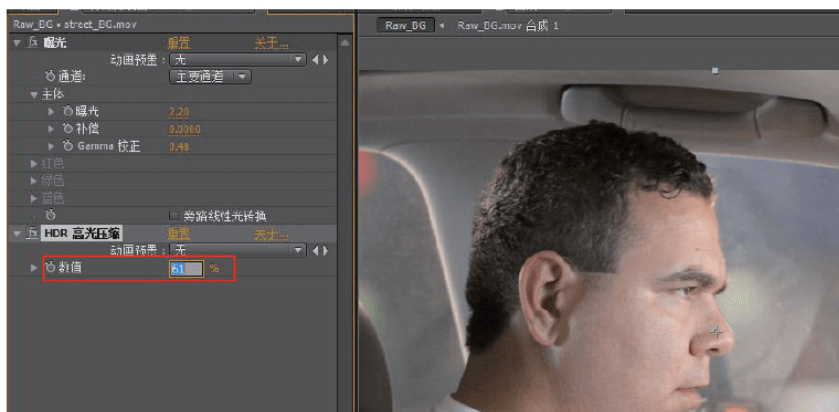 Raw_BG • street_BG.mov
Raw_BG
Raw_BG.mov 合成 1
fx 曝光 重置 关于...
动画预置： 无
通道: 主要通道
主体
曝光 2.20
补偿 0.0000
Gamma 校正 0.48
红色
绿色
蓝色
旁路线性光转换
HDR 高光压缩 重置 关于...
动画预置： 无
数值 61 %